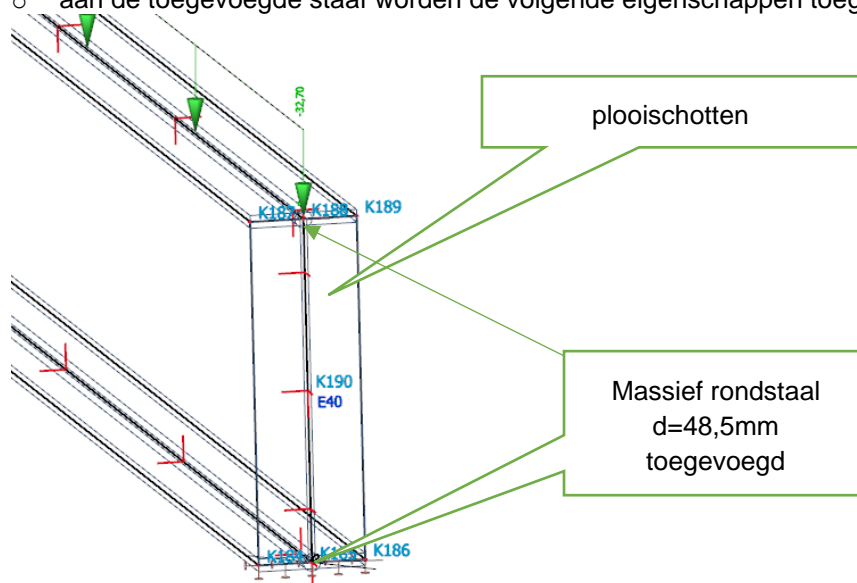 aan de toegevoegde staal worden de volgende eigenschappen toeg
-32,70
plooischotten
K187 K188 K189
K190
E40
Massief rondstaal
d=48,5mm
toegevoegd
K186